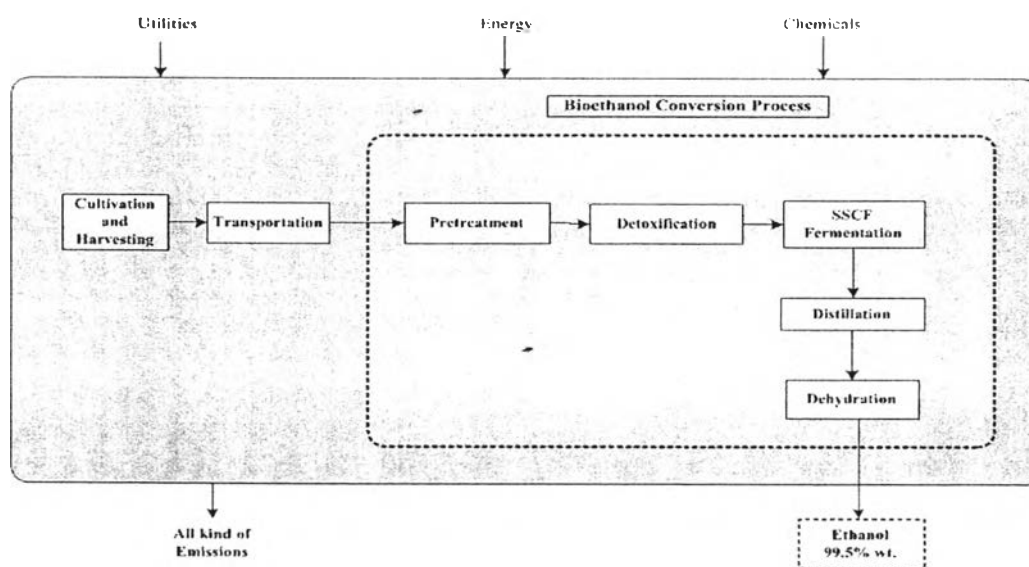 Utilities
Energy
Chemicals
Bioethanol Conversion Process
Cultivation
and
Harvesting
Transportation
Pretreatment
Detoxification
SSCF
Fermentation
Distillation
Dehydration
All kind of
Emissions
Ethanol
99.5% wt.